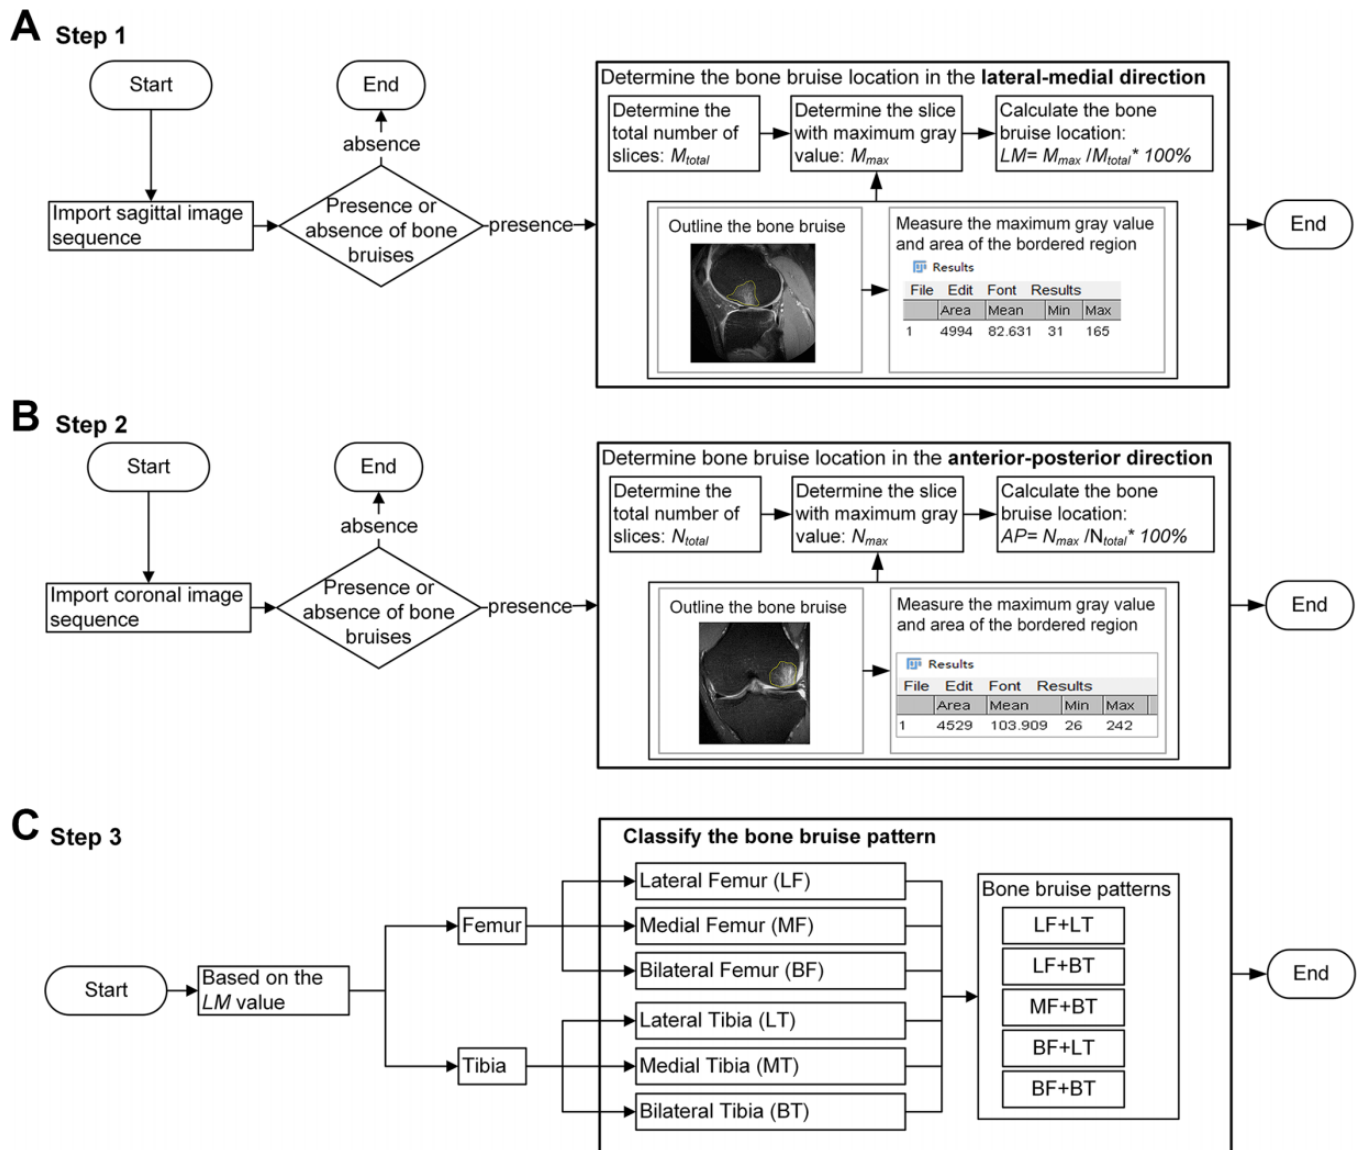 A Step 1
Start
End
absence
Import sagittal image
sequence
Presence or
absence of bone
bruises
presence
Determine the bone bruise location in the lateral-medial direction
Determine the
total number of
slices: Mtotal
Determine the slice
with maximum gray
value: Mmax
Calculate the bone
bruise location:
LM= Mmax /Mtotal* 100%
Outline the bone bruise
Measure the maximum gray value
and area of the bordered region
Results
File Edit Font Results
Area Mean Min Max
1 4994 82.631 31 165
End
B Step 2
Start
End
absence
Import coronal image
sequence
Presence or
absence of bone
bruises
presence
Determine bone bruise location in the anterior-posterior direction
Determine the
total number of
slices: Ntotal
Determine the slice
with maximum gray
value: Nmax
Calculate the bone
bruise location:
AP= Nmax /Ntotal* 100%
Outline the bone bruise
Measure the maximum gray value
and area of the bordered region
Results
File Edit Font Results
Area Mean Min Max
1 4529 103.909 26 242
End
C Step 3
Start
Based on the
LM value
Femur
Tibia
Classify the bone bruise pattern
Lateral Femur (LF)
Medial Femur (MF)
Bilateral Femur (BF)
Lateral Tibia (LT)
Medial Tibia (MT)
Bilateral Tibia (BT)
Bone bruise patterns
LF+LT
LF+BT
MF+BT
BF+LT
BF+BT
End